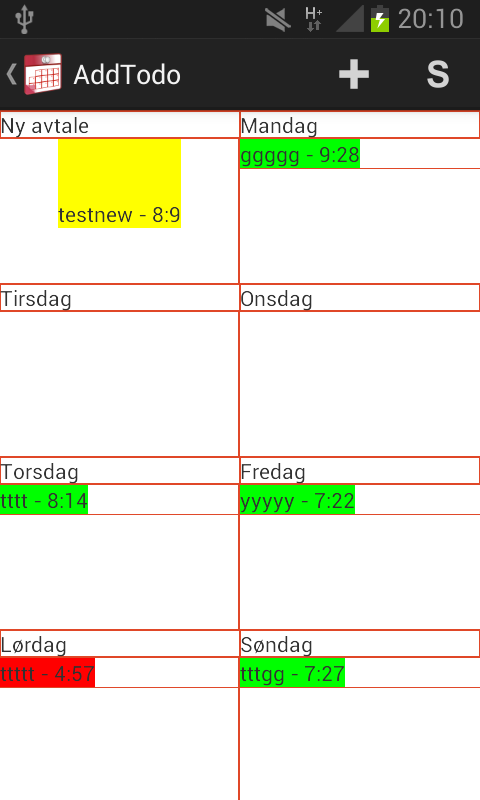 H+
20:10
AddTodo
S
Ny avtale
Mandag
ggggg - 9:28
testnew - 8:9
Tirsdag
Onsdag
Torsdag
Fredag
tttt - 8:14
yyyyy - 7:22
Lørdag
Søndag
ttttt - 4:57
tttgg - 7:27